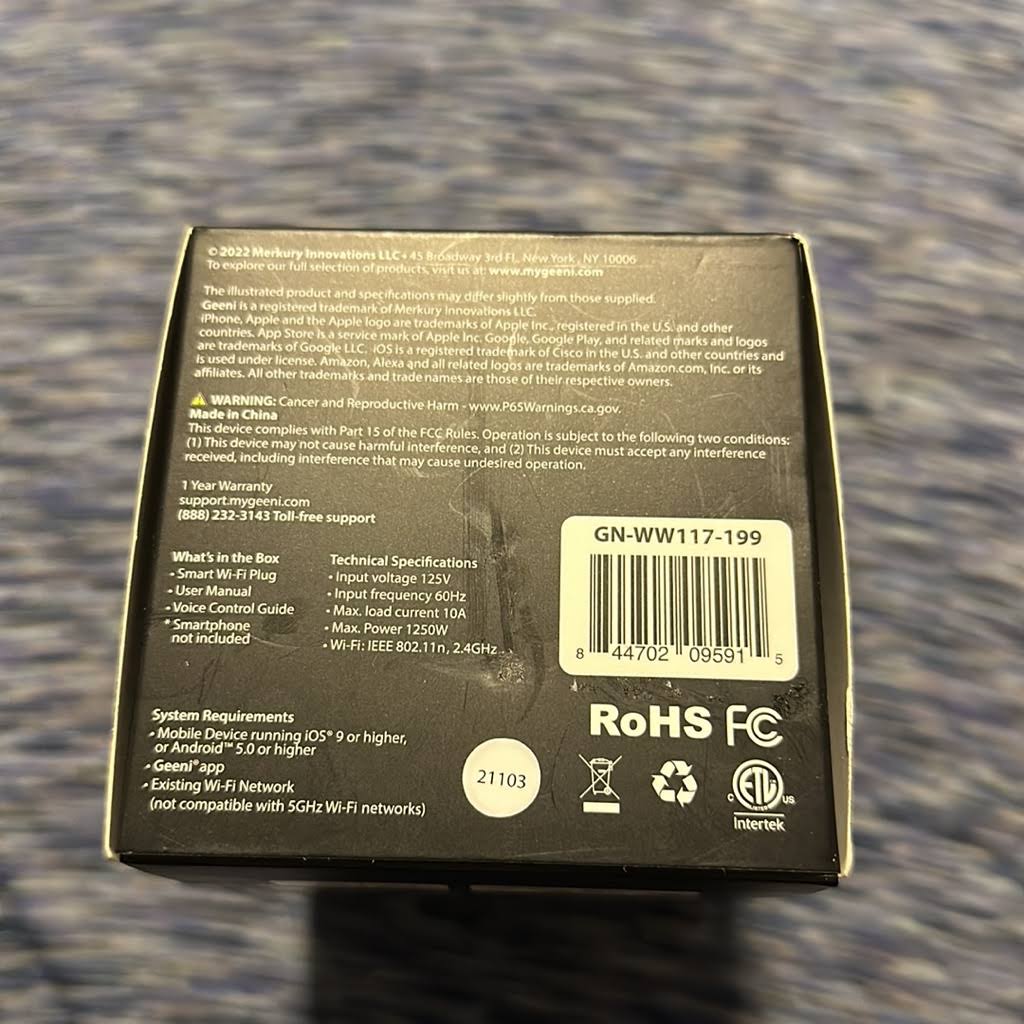 © 2022 Merkury Innovations LLC • 45 Broadway 3rd Fl, New York, NY 10006
To explore our full selection of products, visit us at: www.mygeeni.com
The illustrated product and specifications may differ slightly from those supplied.
Geeni is a registered trademark of Merkury Innovations LLC.
iPhone, Apple and the Apple logo are trademarks of Apple Inc., registered in the U.S. and other
countries. App Store is a service mark of Apple Inc. Google, Google Play, and related marks and logos
are trademarks of Google LLC. iOS is a registered trademark of Cisco in the U.S. and other countries and
is used under license. Amazon, Alexa and all related logos are trademarks of Amazon.com, Inc. or its
affiliates. All other trademarks and trade names are those of their respective owners.
WARNING: Cancer and Reproductive Harm - www.P65Warnings.ca.gov.
Made in China
This device complies with Part 15 of the FCC Rules. Operation is subject to the following two conditions:
(1) This device may not cause harmful interference, and (2) This device must accept any interference
received, including interference that may cause undesired operation.
1 Year Warranty
support.mygeeni.com
(888) 232-3143 Toll-free support
What's in the Box
• Smart Wi-Fi Plug
• User Manual
• Voice Control Guide
* Smartphone
not included
Technical Specifications
• Input voltage 125V
• Input frequency 60Hz
• Max. load current 10A
• Max. Power 1250W
• Wi-Fi: IEEE 802.11n, 2.4GHz
GN-WW117-199
8 44702 09591 5
System Requirements
• Mobile Device running iOS® 9 or higher,
or Android™ 5.0 or higher
• Geeni® app
• Existing Wi-Fi Network
(not compatible with 5GHz Wi-Fi networks)
21103
RoHS FC
C ETL US
Intertek